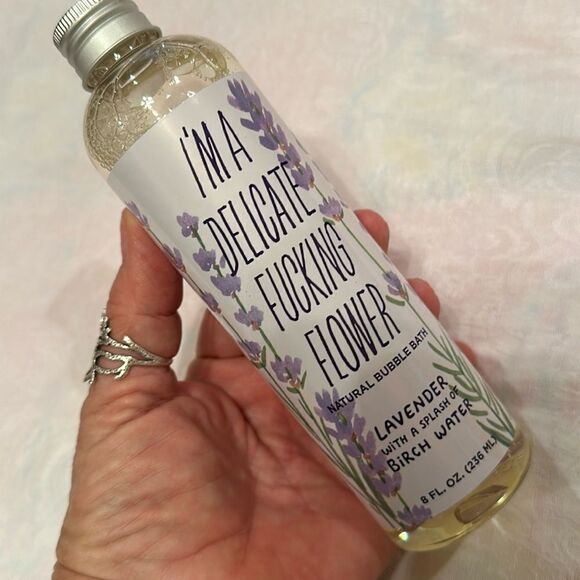 I'M A
DELICATE
FUCKING
FLOWER
NATURAL BUBBLE BATH
LAVENDER
WITH A SPLASH OF
BIRCH WATER
8 FL. OZ. (236 ML)